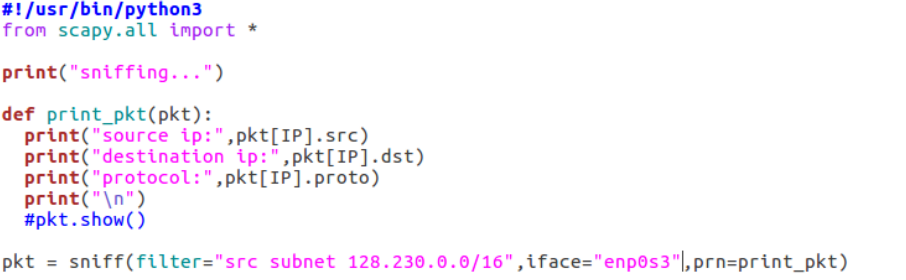 #!/usr/bin/python3
from scapy.all import *
print("sniffing...")
def print_pkt(pkt):
  print("source ip:",pkt[IP].src)
  print("destination ip:",pkt[IP].dst)
  print("protocol:",pkt[IP].proto)
  print("\n")
  #pkt.show()
pkt = sniff(filter="src subnet 128.230.0.0/16",iface="enp0s3",prn=print_pkt)